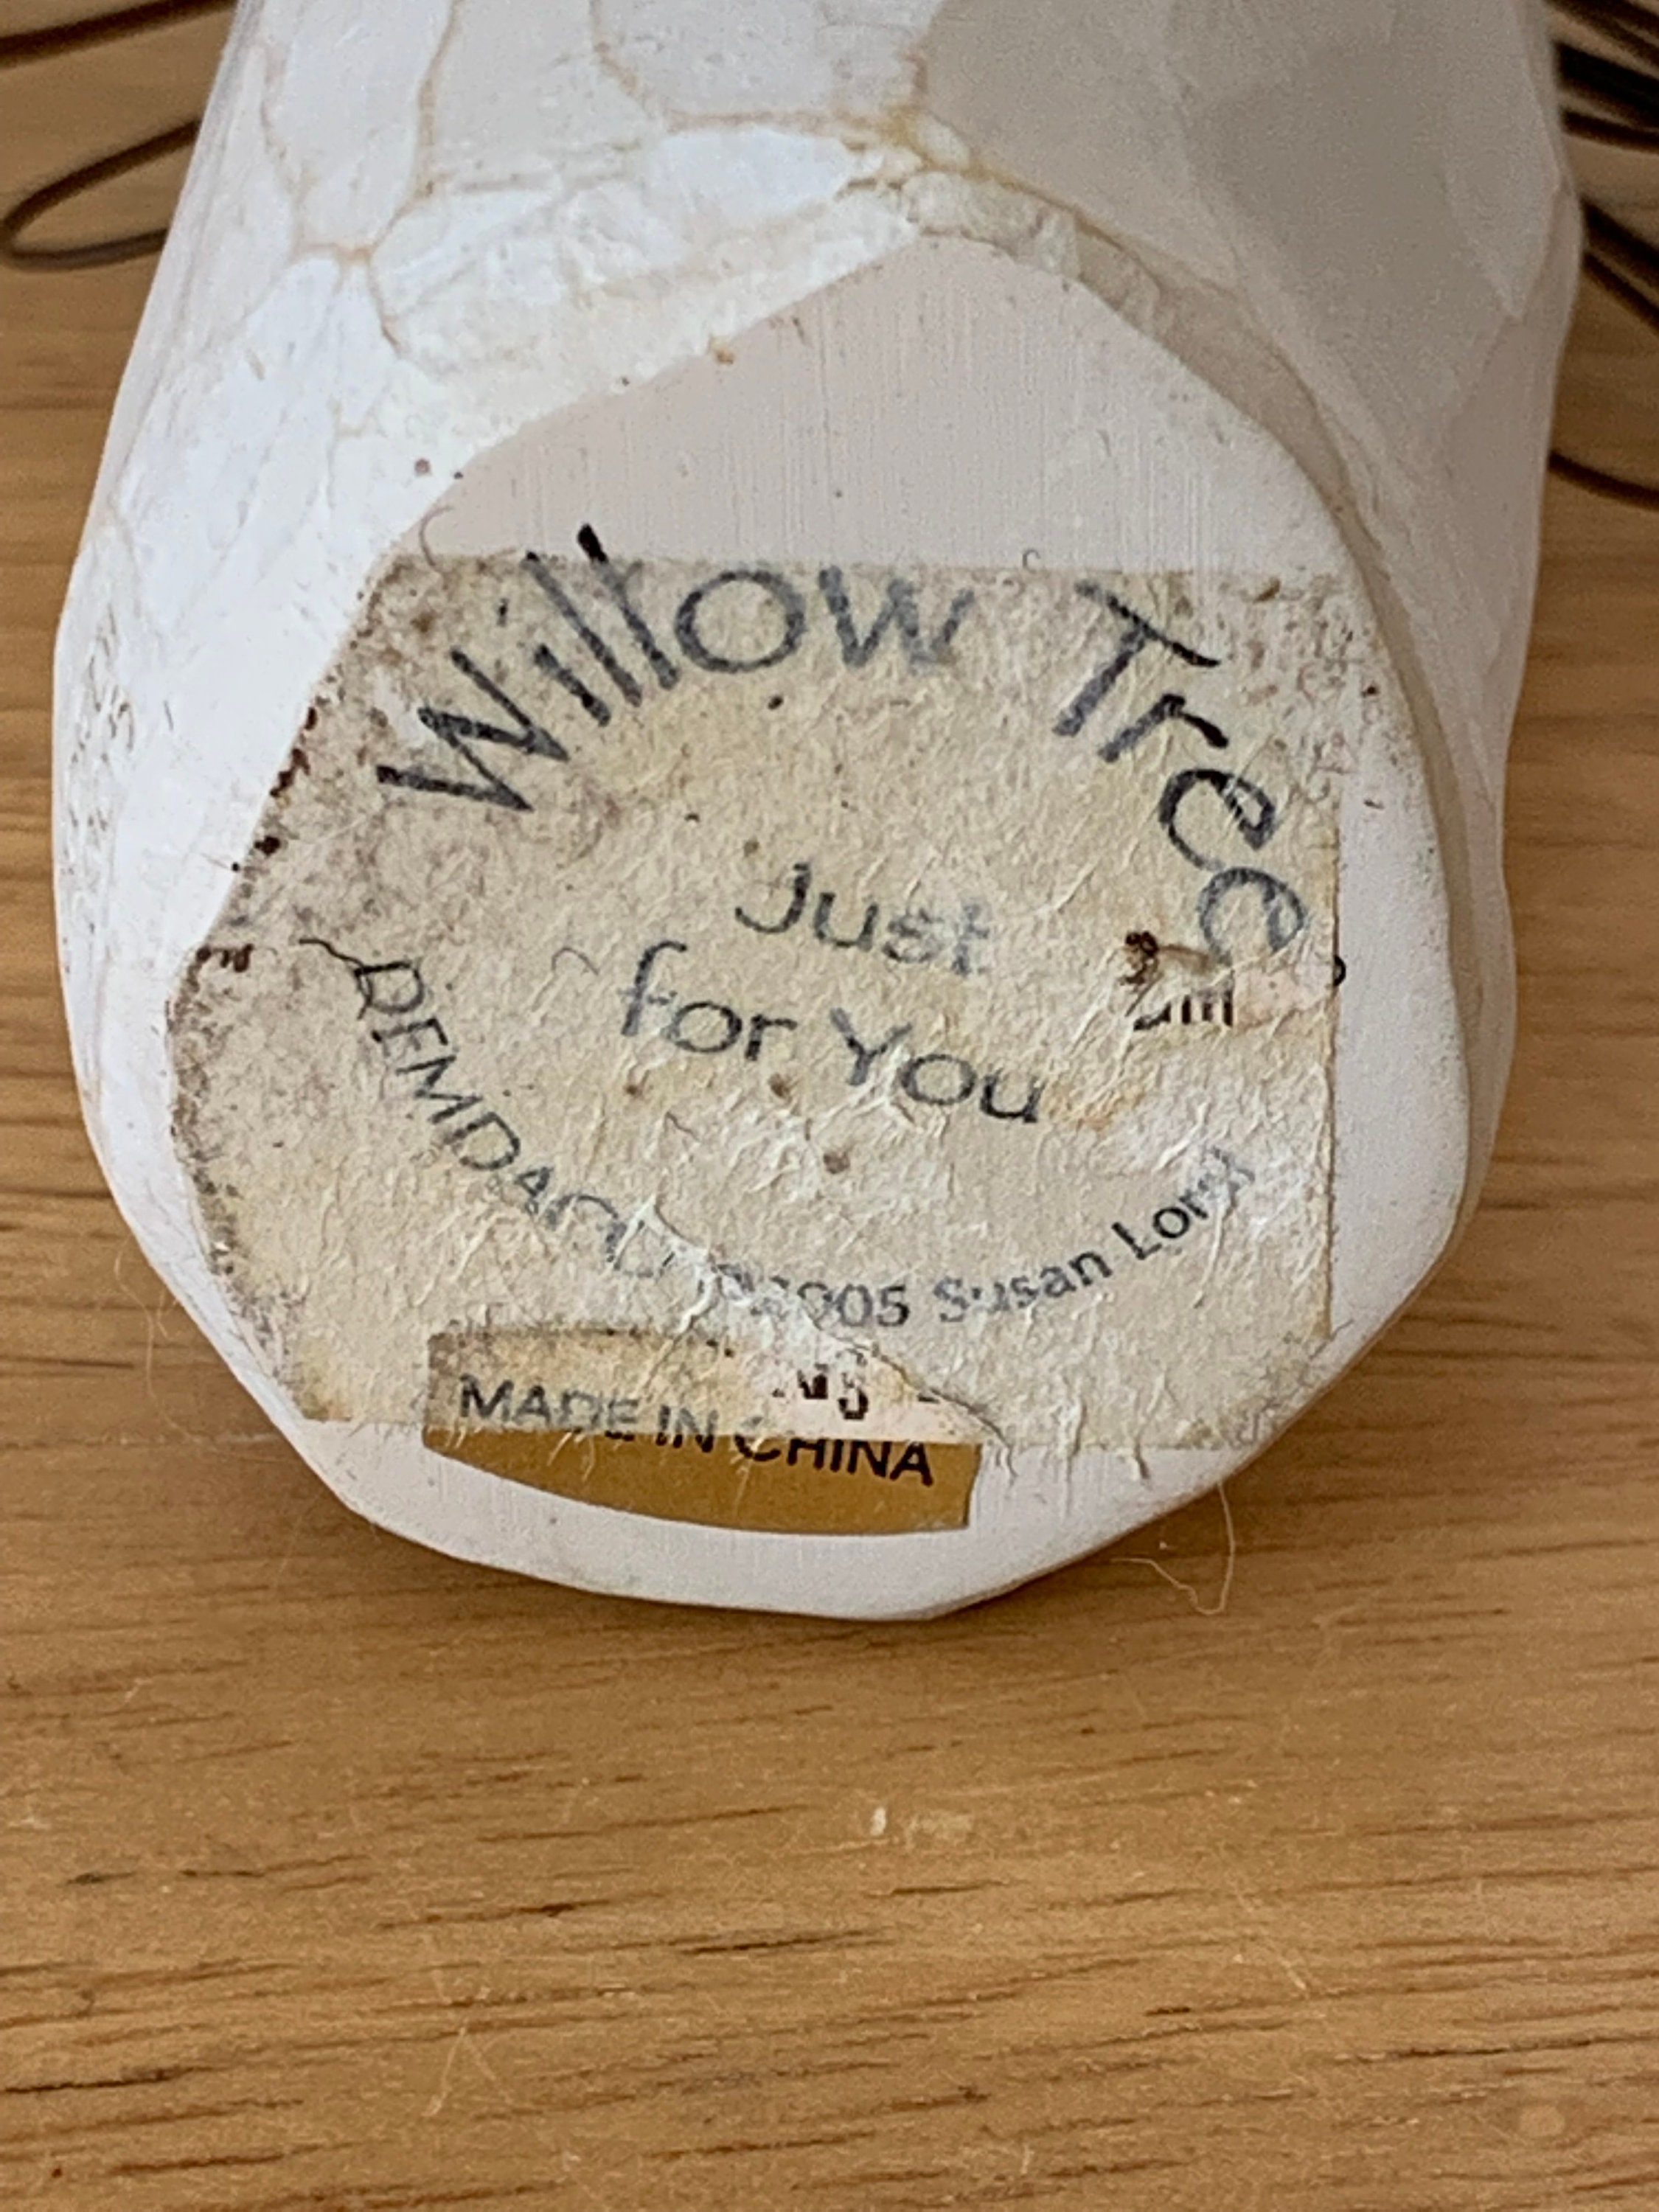 Willow Tree
Just
for You
DEMDACO
2005 Susan Lordi
MADE IN CHINA